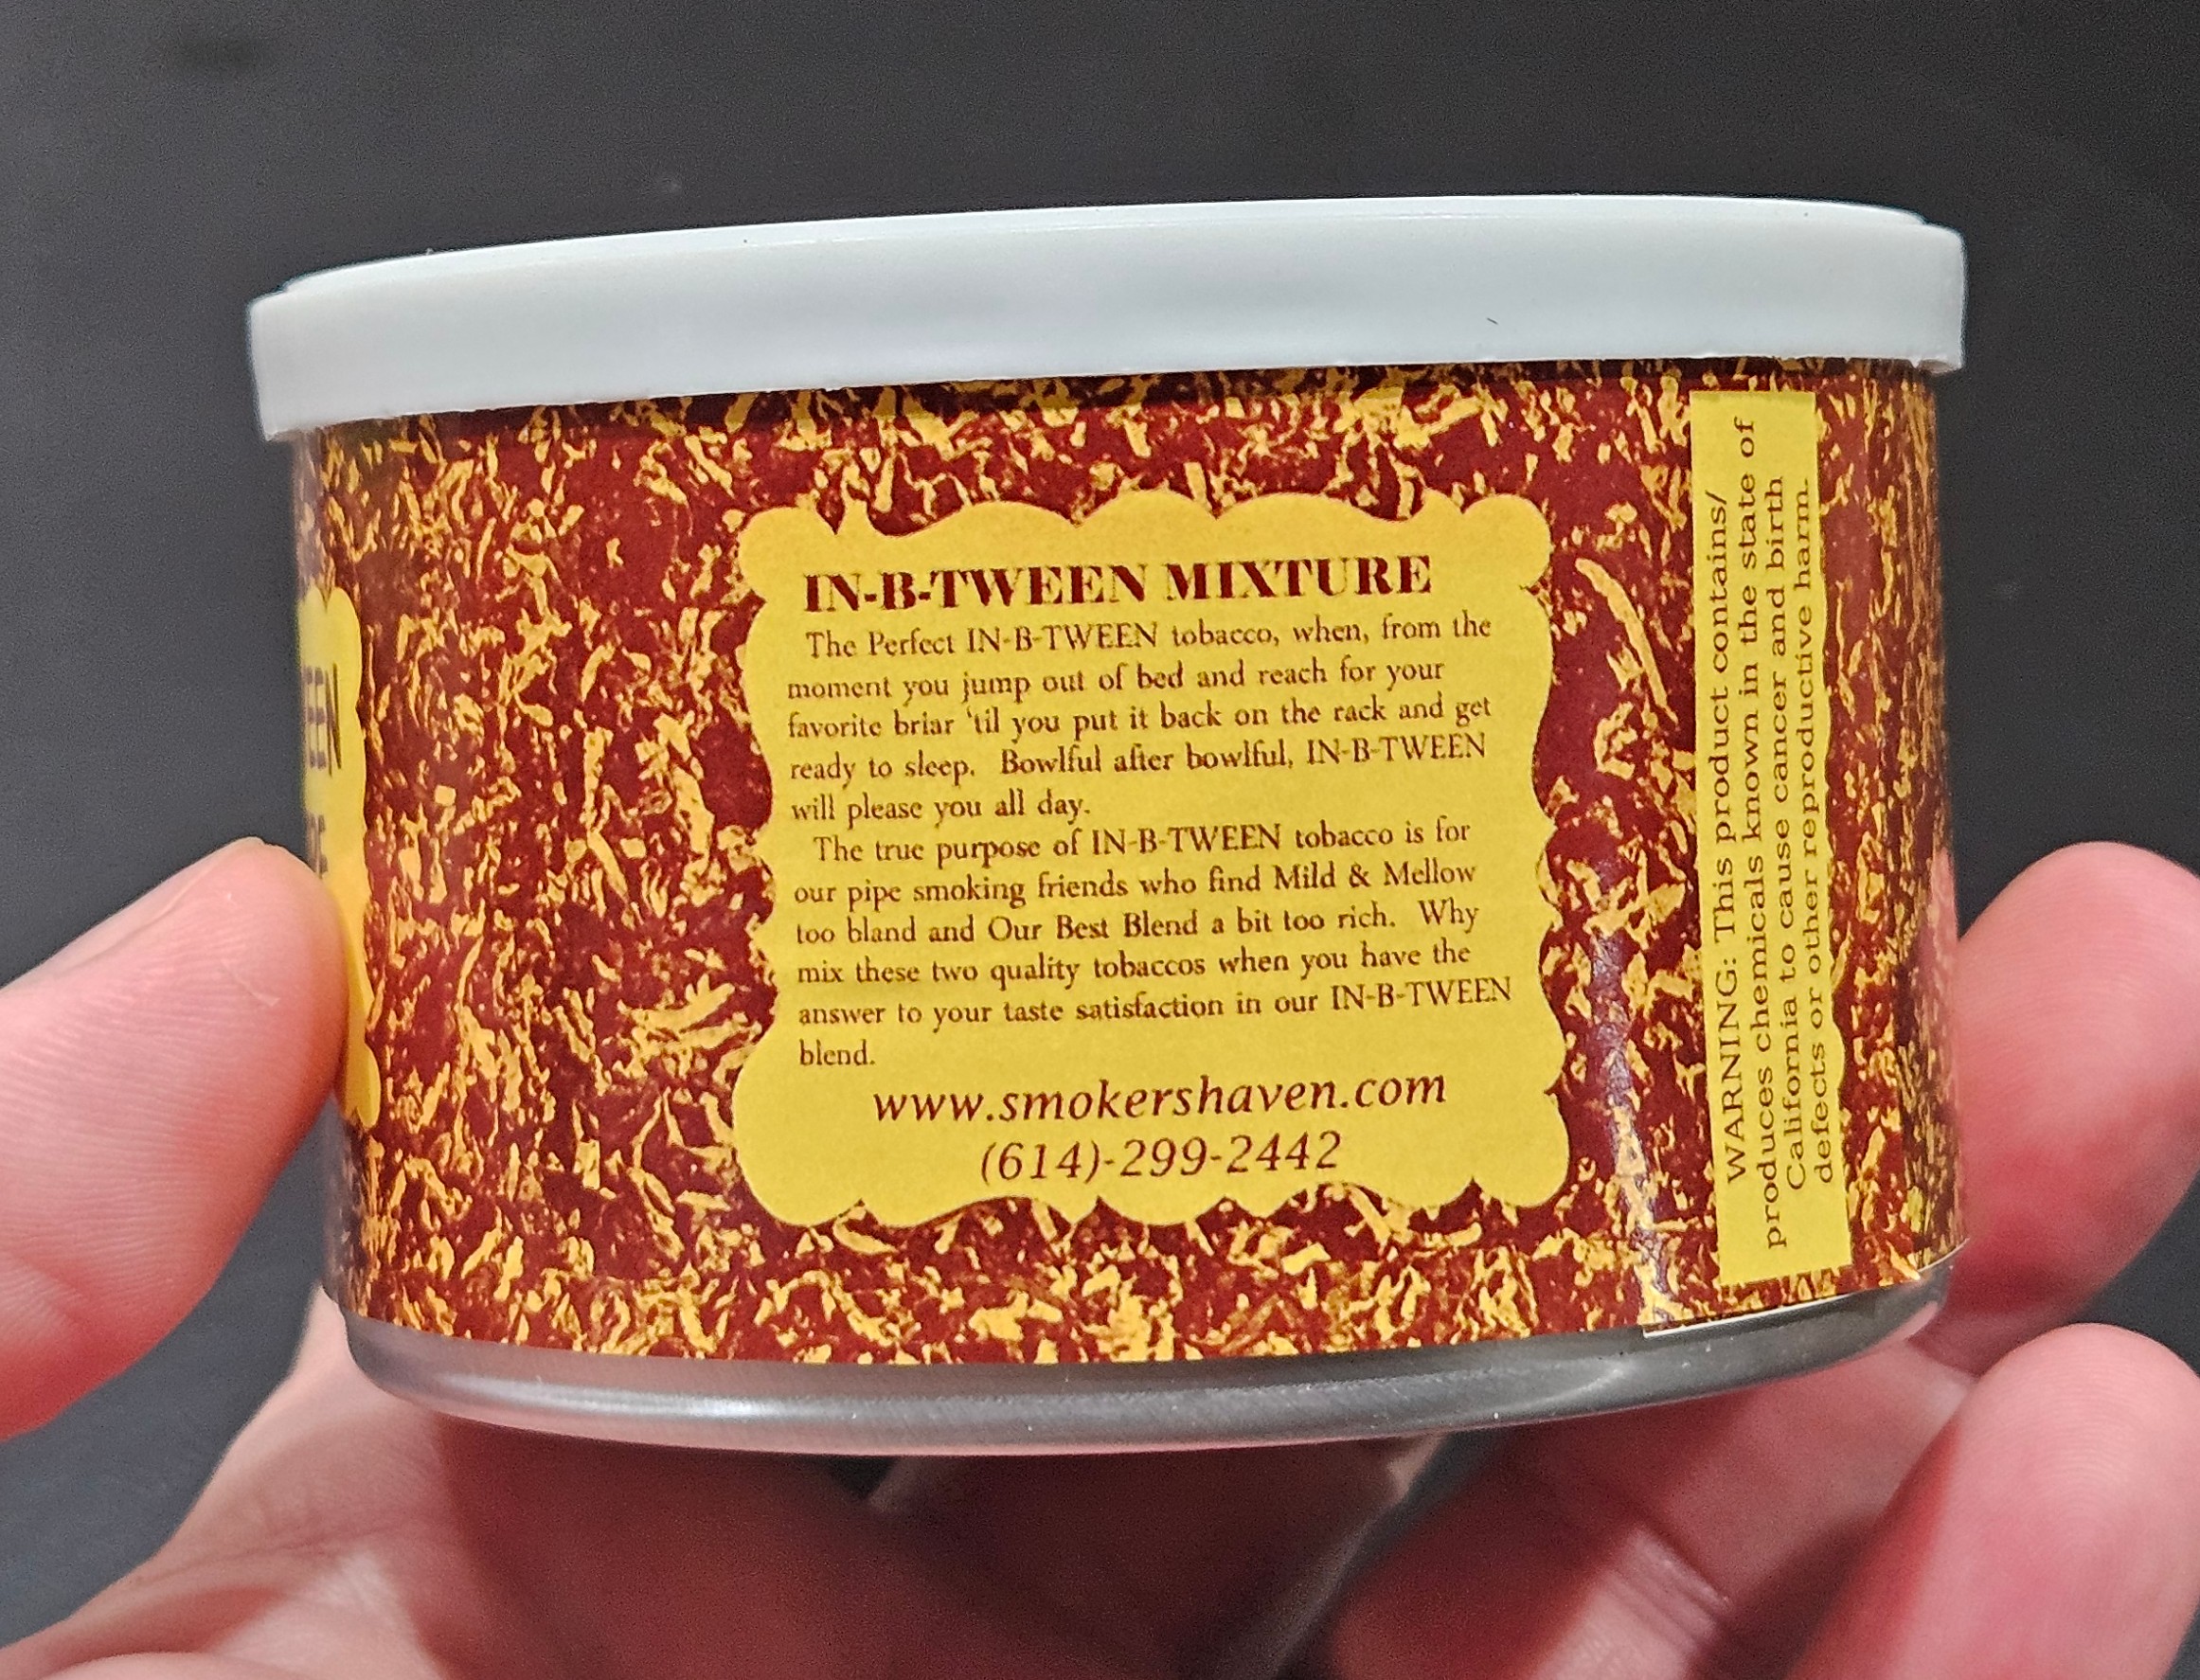 EEN
IN-B-TWEEN MIXTURE
The Perfect IN-B-TWEEN tobacco, when, from the
moment you jump out of bed and reach for your
favorite briar 'til you put it back on the rack and get
ready to sleep. Bowlful after bowlful, IN-B-TWEEN
will please you all day.
The true purpose of IN-B-TWEEN tobacco is for
our pipe smoking friends who find Mild & Mellow
too bland and Our Best Blend a bit too rich. Why
mix these two quality tobaccos when you have the
answer to your taste satisfaction in our IN-B-TWEEN
blend.
www.smokershaven.com
(614)-299-2442
WARNING: This product contains/
produces chemicals known in the state of
California to cause cancer and birth
defects or other reproductive harm.